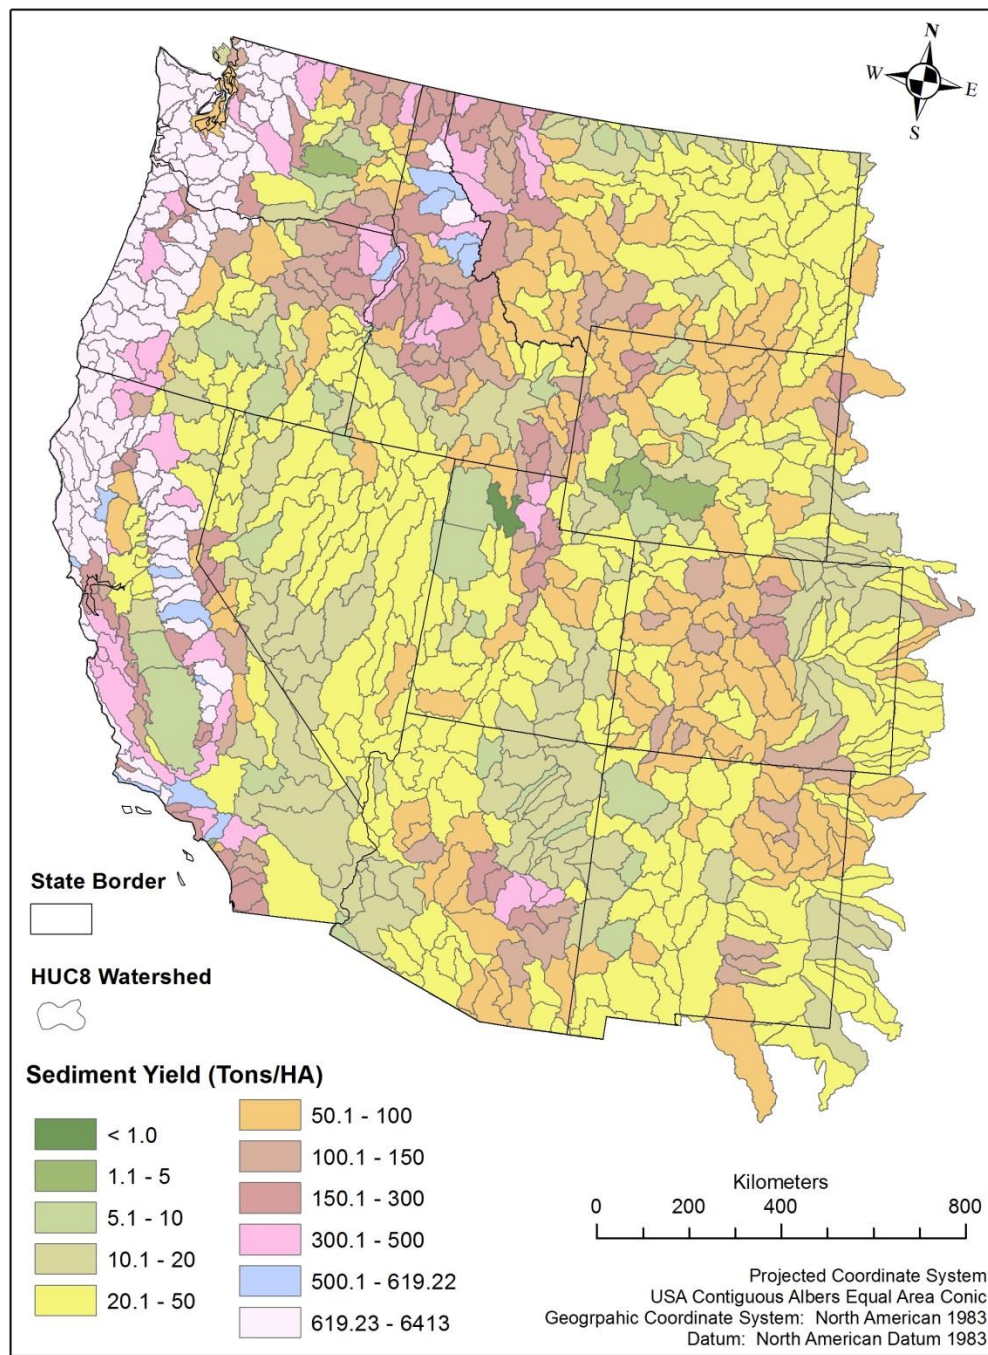 N
W
E
S
State Border
HUC8 Watershed
Sediment Yield (Tons/HA)
< 1.0
1.1 - 5
5.1 - 10
10.1 - 20
20.1 - 50
50.1 - 100
100.1 - 150
150.1 - 300
300.1 - 500
500.1 - 619.22
619.23 - 6413
Kilometers
0 200 400 800
Projected Coordinate System
USA Contiguous Albers Equal Area Conic
Geogrpahic Coordinate System: North American 1983
Datum: North American Datum 1983